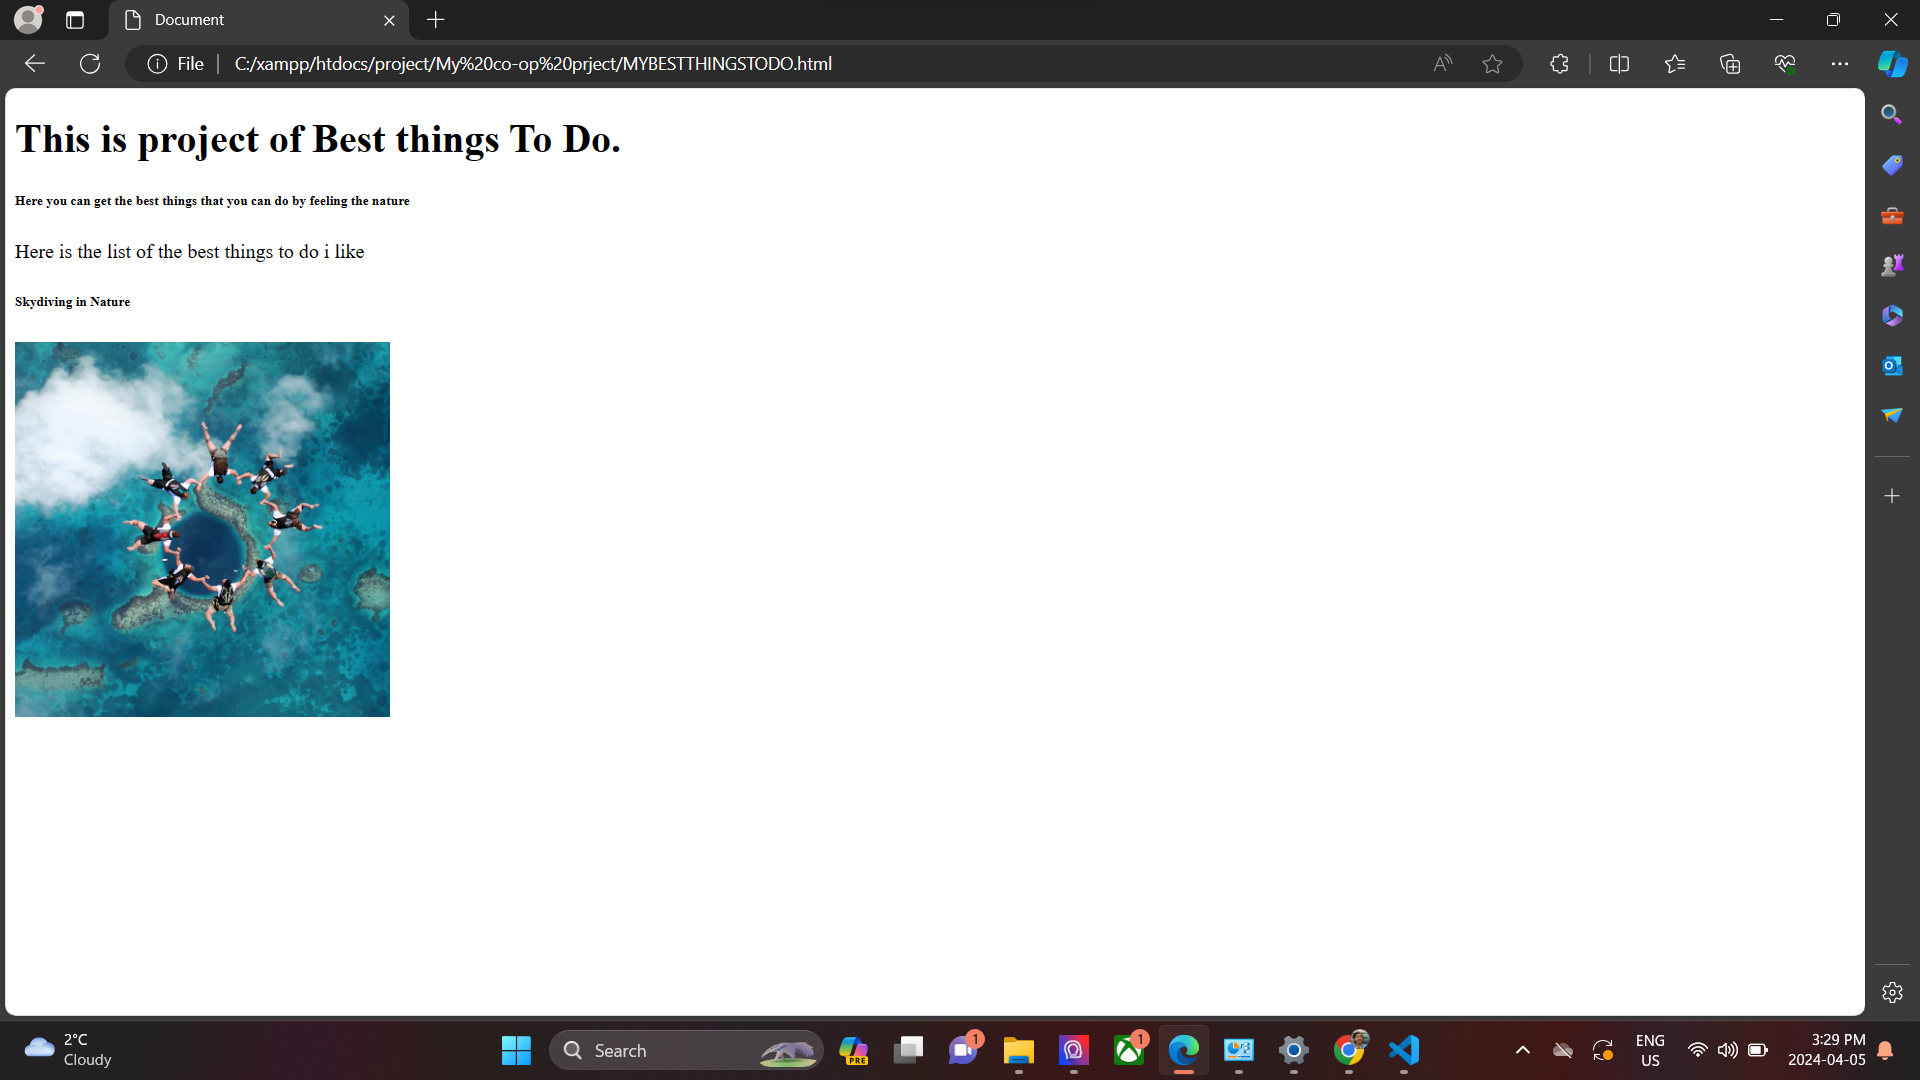 Document
File
C:/xampp/htdocs/project/My%20co-op%20prject/MYBESTTHINGSTODO.html
This is project of Best things To Do.
Here you can get the best things that you can do by feeling the nature
Here is the list of the best things to do i like
Skydiving in Nature
2°C
Cloudy
Search
PRE
1
1
ENG
US
3:29 PM
2024-04-05